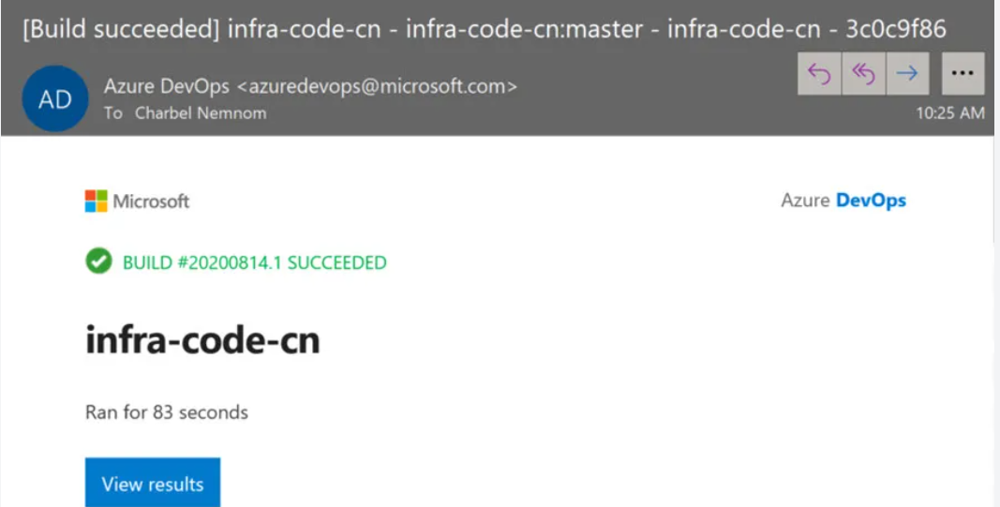 [Build succeeded] infra-code-cn - infra-code-cn:master - infra-code-cn - 3c0c9f86
AD
Azure DevOps <azuredevops@microsoft.com>
To Charbel Nemnom
10:25 AM
Microsoft
Azure DevOps
BUILD #20200814.1 SUCCEEDED
infra-code-cn
Ran for 83 seconds
View results